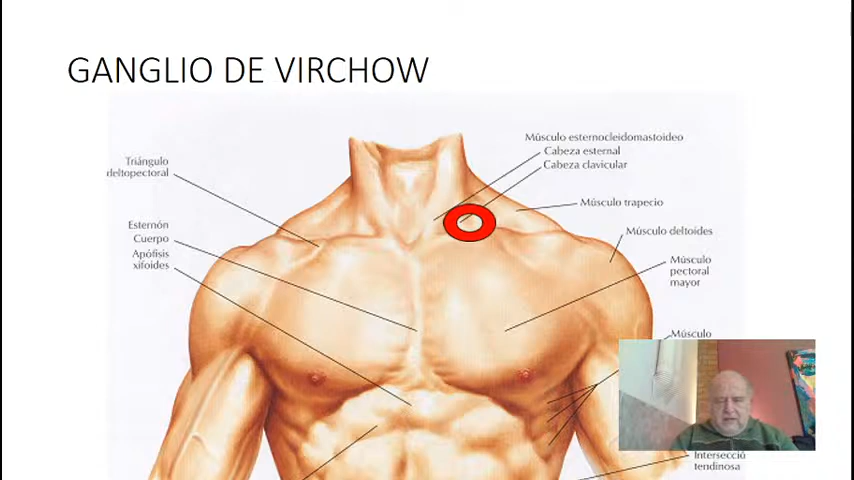 GANGLIO DE VIRCHOW
Músculo esternocleidomastoideo
Cabeza esternal
Cabeza clavicular
Triángulo
deltopectoral
Músculo trapecio
Esternón
Cuerpo
Apófisis
xifoides
Músculo deltoides
Músculo
pectoral
mayor
Músculo
Intersecció
tendinosa